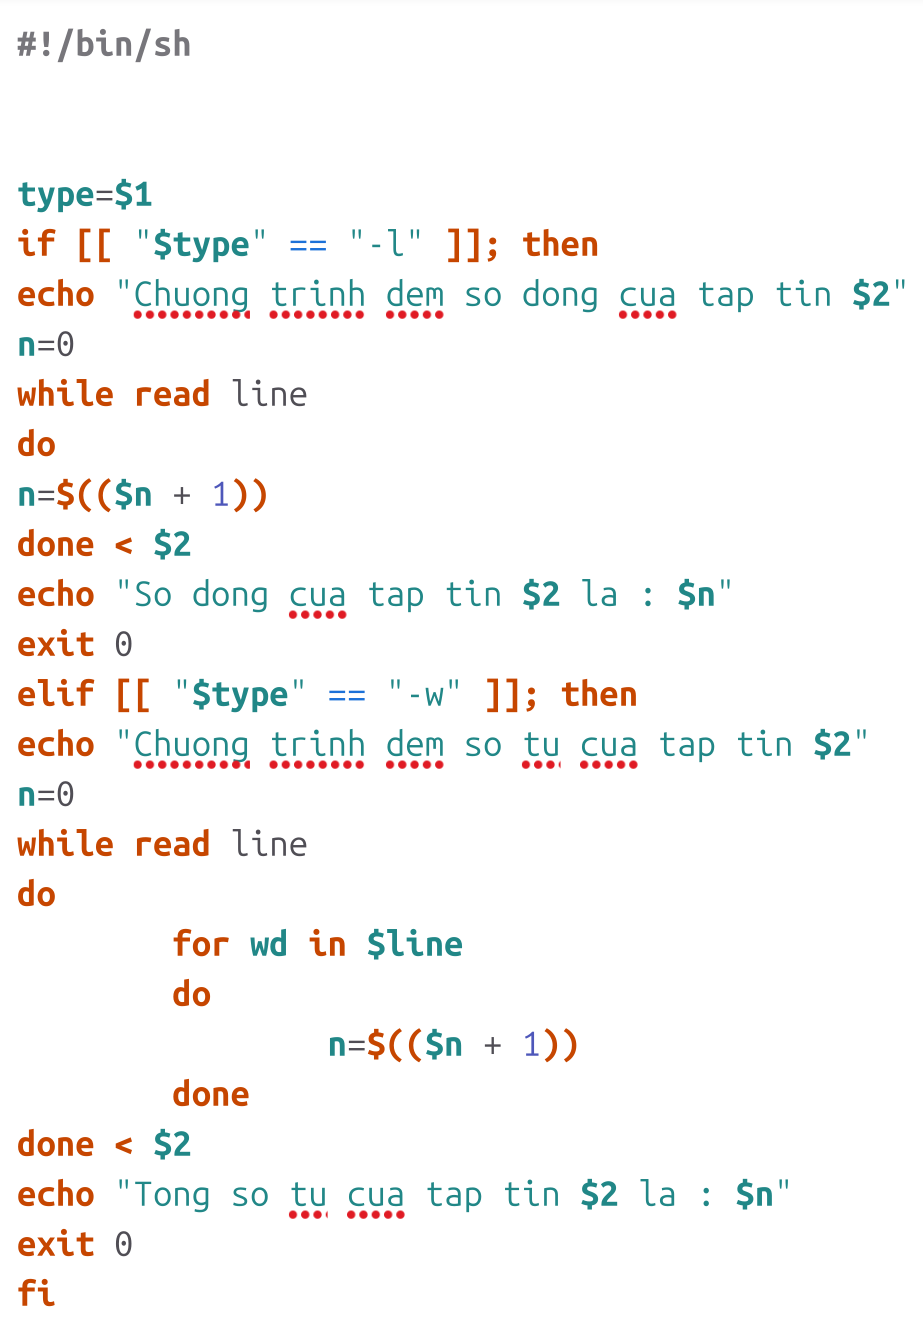 #!/bin/sh
type=$1
if [[ "$type" == "-l" ]]; then
echo "Chuong trinh dem so dong cua tap tin $2"
n=0
while read line
do
n=$(($n + 1))
done < $2
echo "So dong cua tap tin $2 la : $n"
exit 0
elif [[ "$type" == "-w" ]]; then
echo "Chuong trinh dem so tu cua tap tin $2"
n=0
while read line
do
for wd in $line
do
n=$(($n + 1))
done
done < $2
echo "Tong so tu cua tap tin $2 la : $n"
exit 0
fi